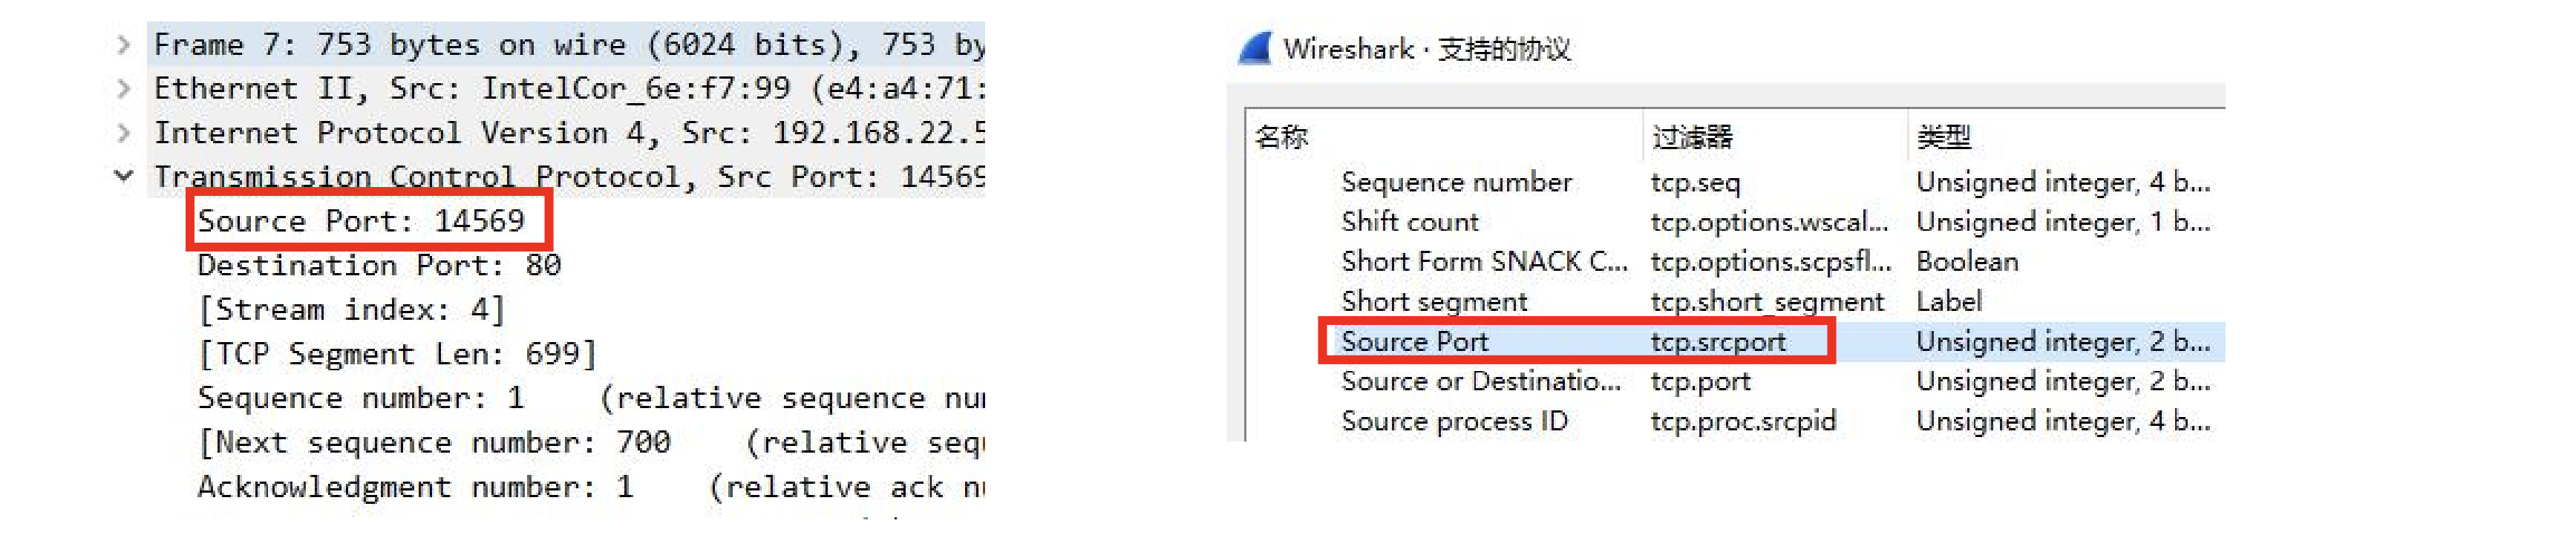 Frame 7: 753 bytes on wire (6024 bits), 753 by
Ethernet II, Src: IntelCor_6e:f7:99 (e4:a4:71:
Internet Protocol Version 4, Src: 192.168.22.5
Transmission Control Protocol, Src Port: 14569
Source Port: 14569
Destination Port: 80
[Stream index: 4]
[TCP Segment Len: 699]
Sequence number: 1 (relative sequence nu
[Next sequence number: 700 (relative seq
Acknowledgment number: 1 (relative ack n
Wireshark · 支持的协议
名称 过滤器 类型
Sequence number tcp.seq Unsigned integer, 4 b...
Shift count tcp.options.wscal... Unsigned integer, 1 b...
Short Form SNACK C... tcp.options.scpsfl... Boolean
Short segment tcp.short_segment Label
Source Port tcp.srcport Unsigned integer, 2 b...
Source or Destinatio... tcp.port Unsigned integer, 2 b...
Source process ID tcp.proc.srcpid Unsigned integer, 4 b...